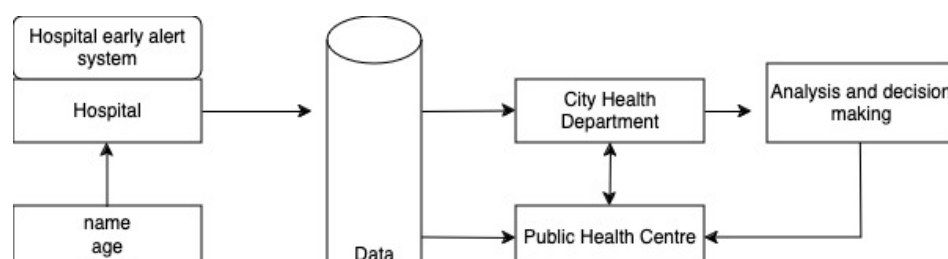 Hospital early alert
system
Hospital
City Health
Department
Analysis and decision
making
name
age
Public Health Centre
Data